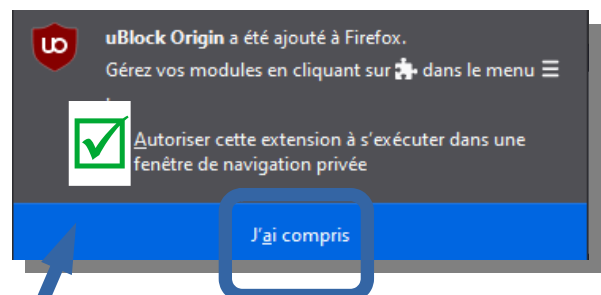 uBlock Origin a été ajouté à Firefox.
Gérez vos modules en cliquant sur dans le menu ☰
.
Autoriser cette extension à s'exécuter dans une
fenêtre de navigation privée
J'ai compris